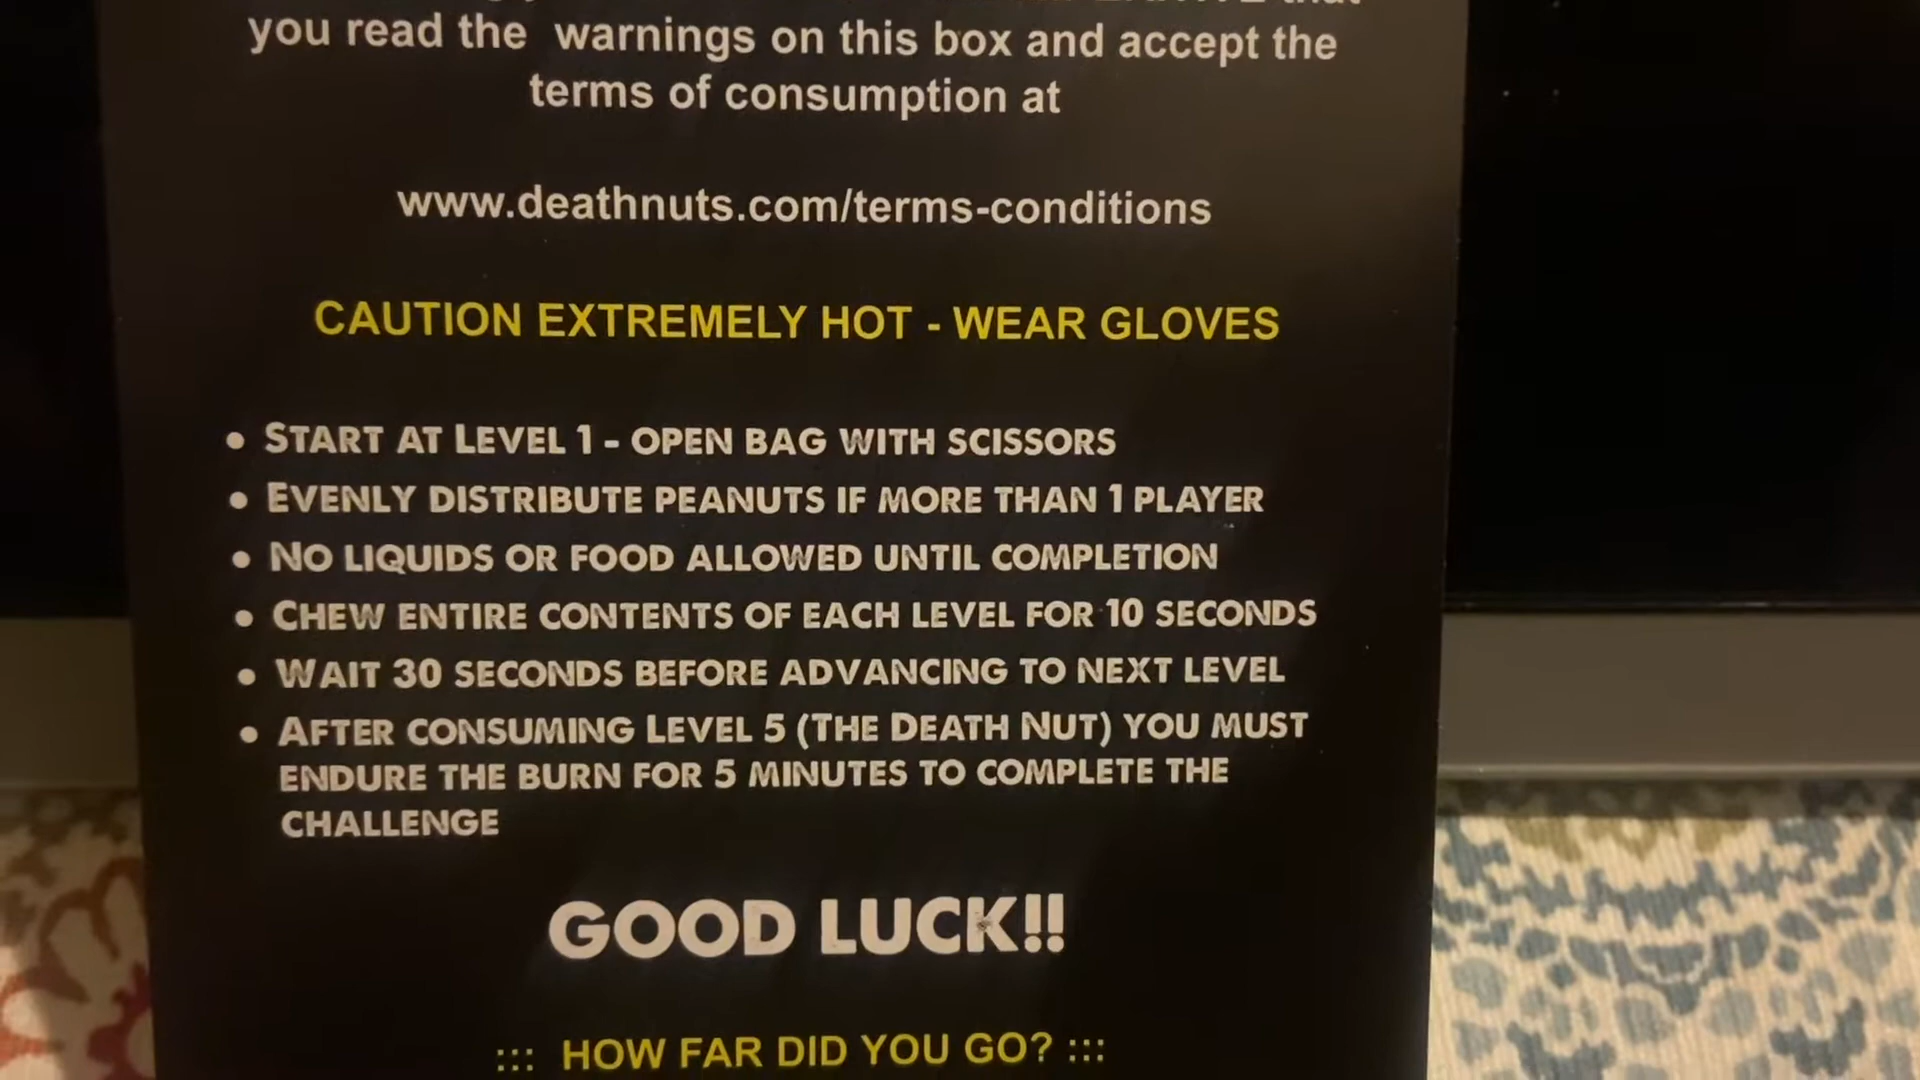 that
you read the warnings on this box and accept the
terms of consumption at
www.deathnuts.com/terms-conditions
CAUTION EXTREMELY HOT - WEAR GLOVES
• START AT LEVEL 1 - OPEN BAG WITH SCISSORS
• EVENLY DISTRIBUTE PEANUTS IF MORE THAN 1 PLAYER
• NO LIQUIDS OR FOOD ALLOWED UNTIL COMPLETION
• CHEW ENTIRE CONTENTS OF EACH LEVEL FOR 10 SECONDS
• WAIT 30 SECONDS BEFORE ADVANCING TO NEXT LEVEL
• AFTER CONSUMING LEVEL 5 (THE DEATH NUT) YOU MUST
ENDURE THE BURN FOR 5 MINUTES TO COMPLETE THE
CHALLENGE
GOOD LUCK!!
::: HOW FAR DID YOU GO? :::